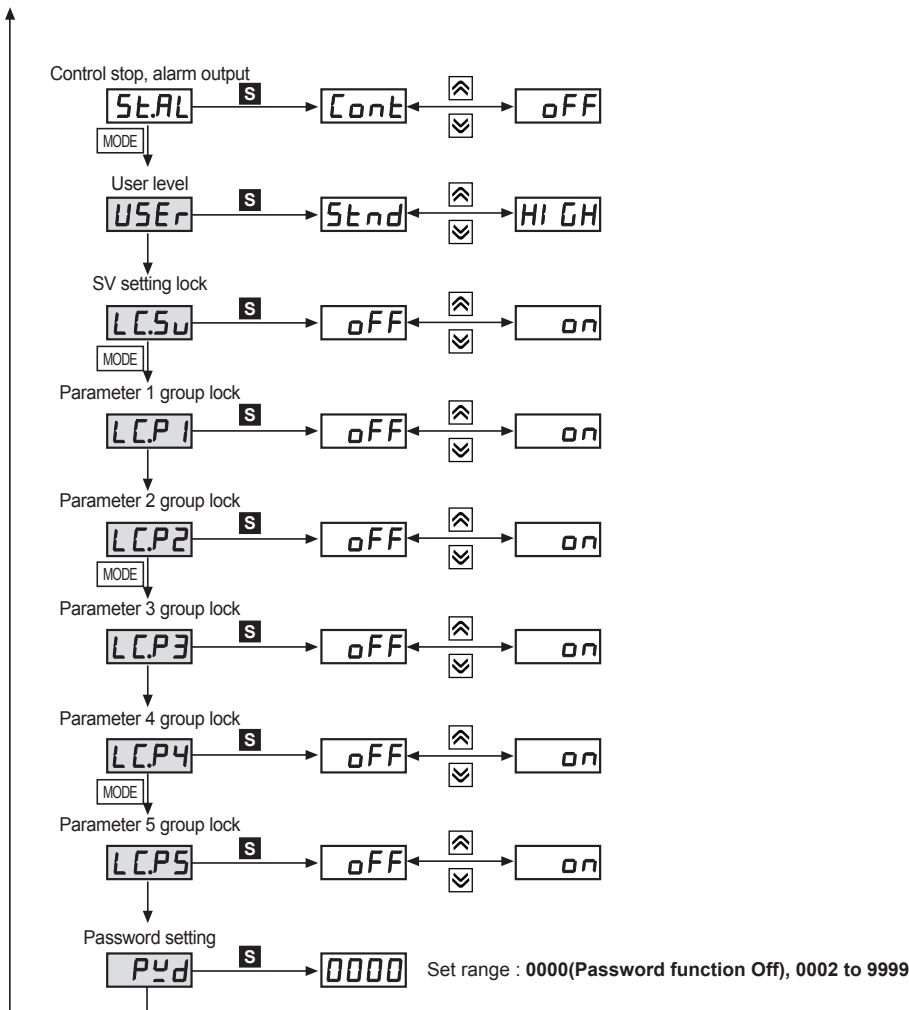 Control stop, alarm output
St.AL S Cont oFF
MODE
User level
USEr S Stnd HIGH
SV setting lock
LC.Su S oFF on
MODE
Parameter 1 group lock
LC.P1 S oFF on
Parameter 2 group lock
LC.P2 S oFF on
MODE
Parameter 3 group lock
LC.P3 S oFF on
Parameter 4 group lock
LC.P4 S oFF on
MODE
Parameter 5 group lock
LC.P5 S oFF on
Password setting
PWd S 0000 Set range : 0000(Password function Off), 0002 to 9999